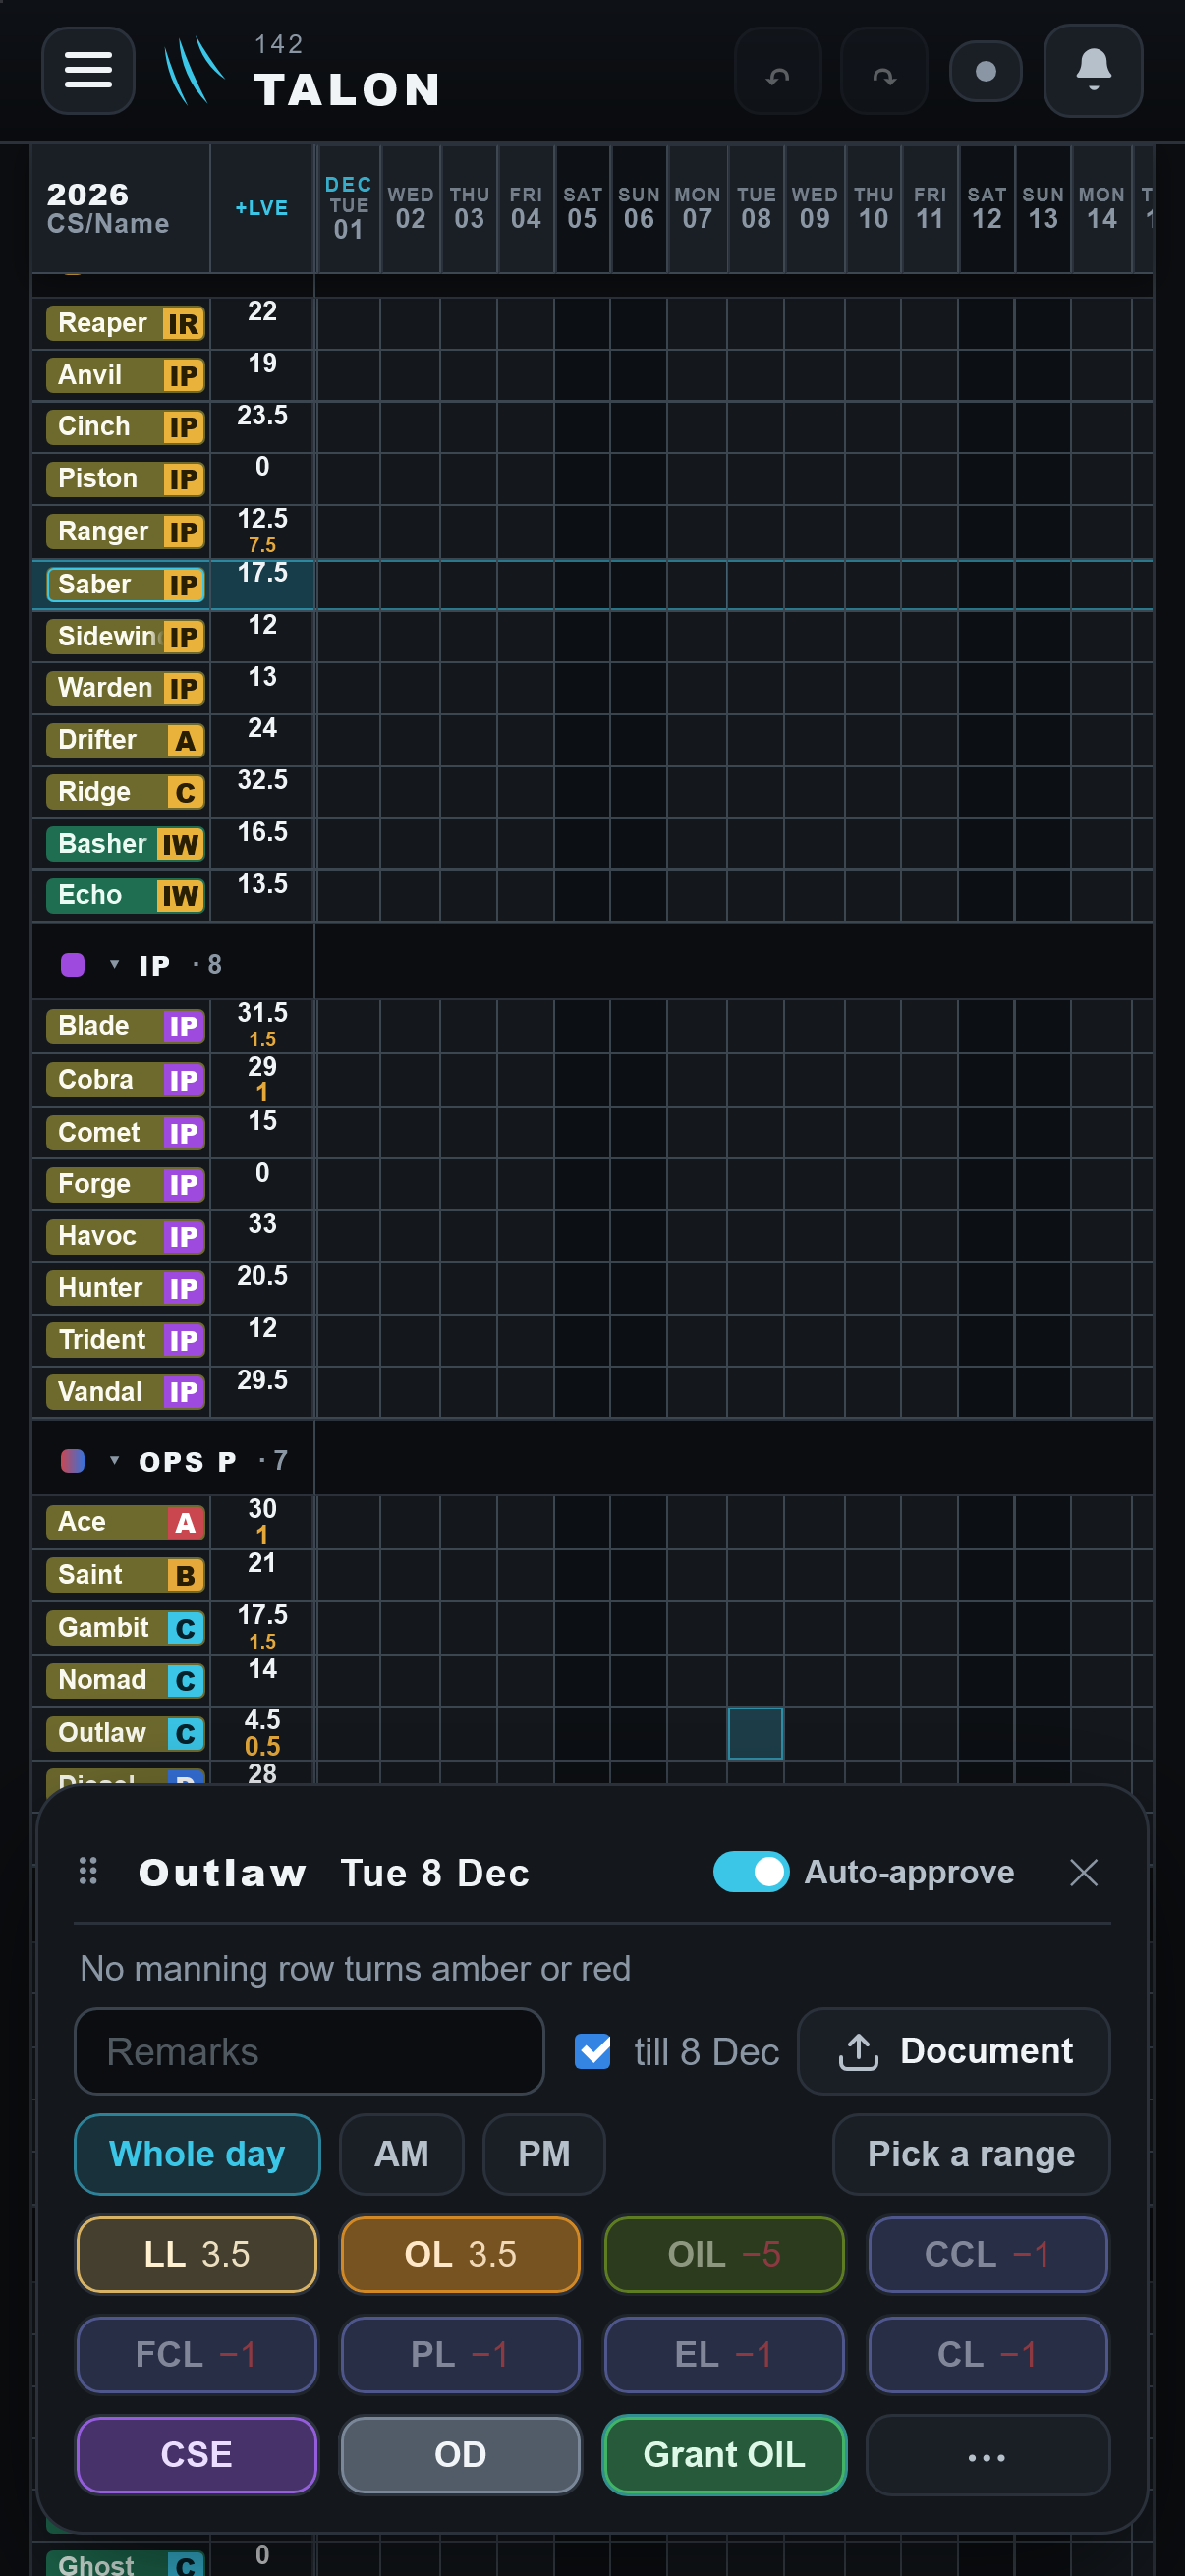 142
TALON
2026
CS/Name
+LVE
DEC
TUE
01
WED
02
THU
03
FRI
04
SAT
05
SUN
06
MON
07
TUE
08
WED
09
THU
10
FRI
11
SAT
12
SUN
13
MON
14
Reaper IR 22
Anvil IP 19
Cinch IP 23.5
Piston IP 0
Ranger IP 12.5
7.5
Saber IP 17.5
Sidewin IP 12
Warden IP 13
Drifter A 24
Ridge C 32.5
Basher IW 16.5
Echo IW 13.5
IP · 8
Blade IP 31.5
1.5
Cobra IP 29
1
Comet IP 15
Forge IP 0
Havoc IP 33
Hunter IP 20.5
Trident IP 12
Vandal IP 29.5
OPS P · 7
Ace A 30
1
Saint B 21
Gambit C 17.5
1.5
Nomad C 14
Outlaw C 4.5
0.5
28
Outlaw Tue 8 Dec Auto-approve
No manning row turns amber or red
Remarks till 8 Dec Document
Whole day AM PM Pick a range
LL 3.5 OL 3.5 OIL −5 CCL −1
FCL −1 PL −1 EL −1 CL −1
CSE OD Grant OIL ...
Ghost C 0